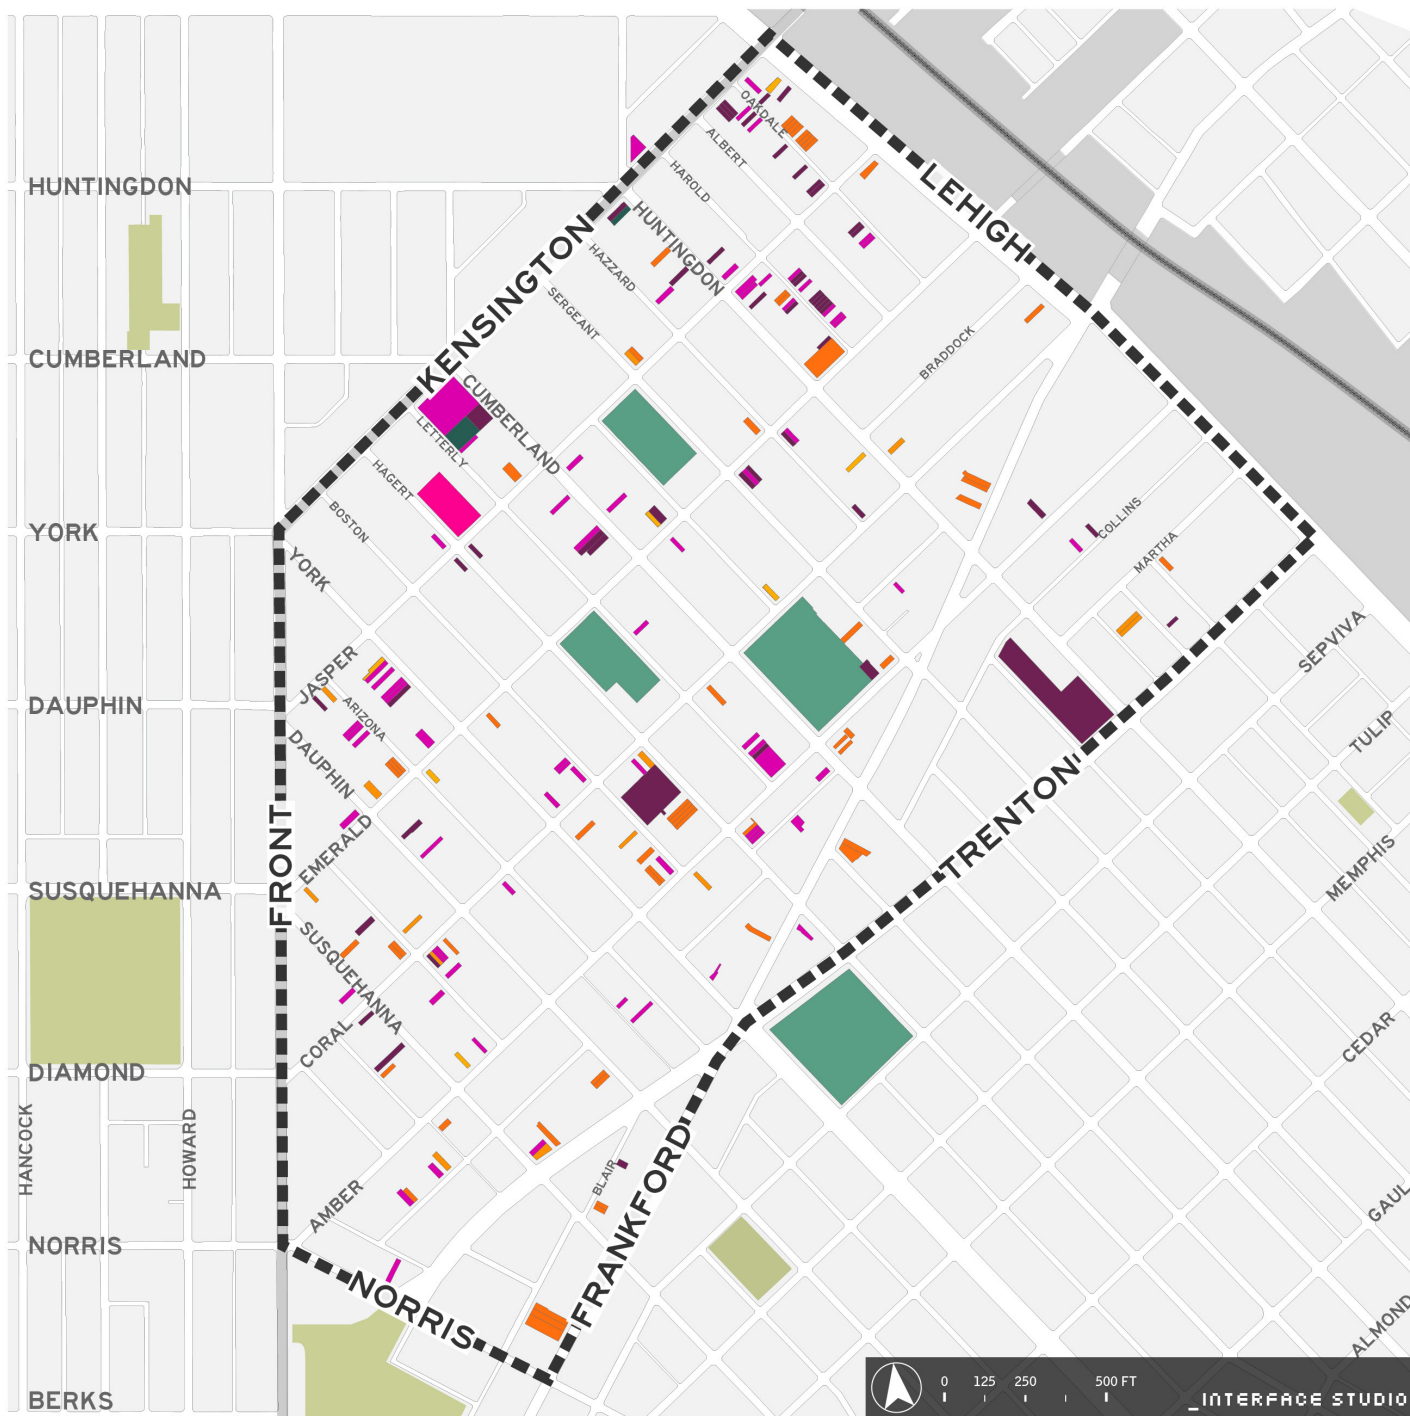 OAKDALE
ALBERT
HAROLD
LEHIGH
HUNTINGDON
HUNTINGDON
HAZZARD
SERGEANT
KENSINGTON
BRADDOCK
CUMBERLAND
CUMBERLAND
LETTERLY
HAGERT
BOSTON
YORK
YORK
COLLINS
MARTHA
SEPVIVA
JASPER
ARIZONA
DAUPHIN
DAUPHIN
TULIP
TRENTON
FRONT
EMERALD
MEMPHIS
SUSQUEHANNA
SUSQUEHANNA
CORAL
CEDAR
DIAMOND
HANCOCK
HOWARD
BLAIR
FRANKFORD
AMBER
GAUL
NORRIS
NORRIS
ALMOND
BERKS
0 125 250 500 FT
_INTERFACE STUDIO